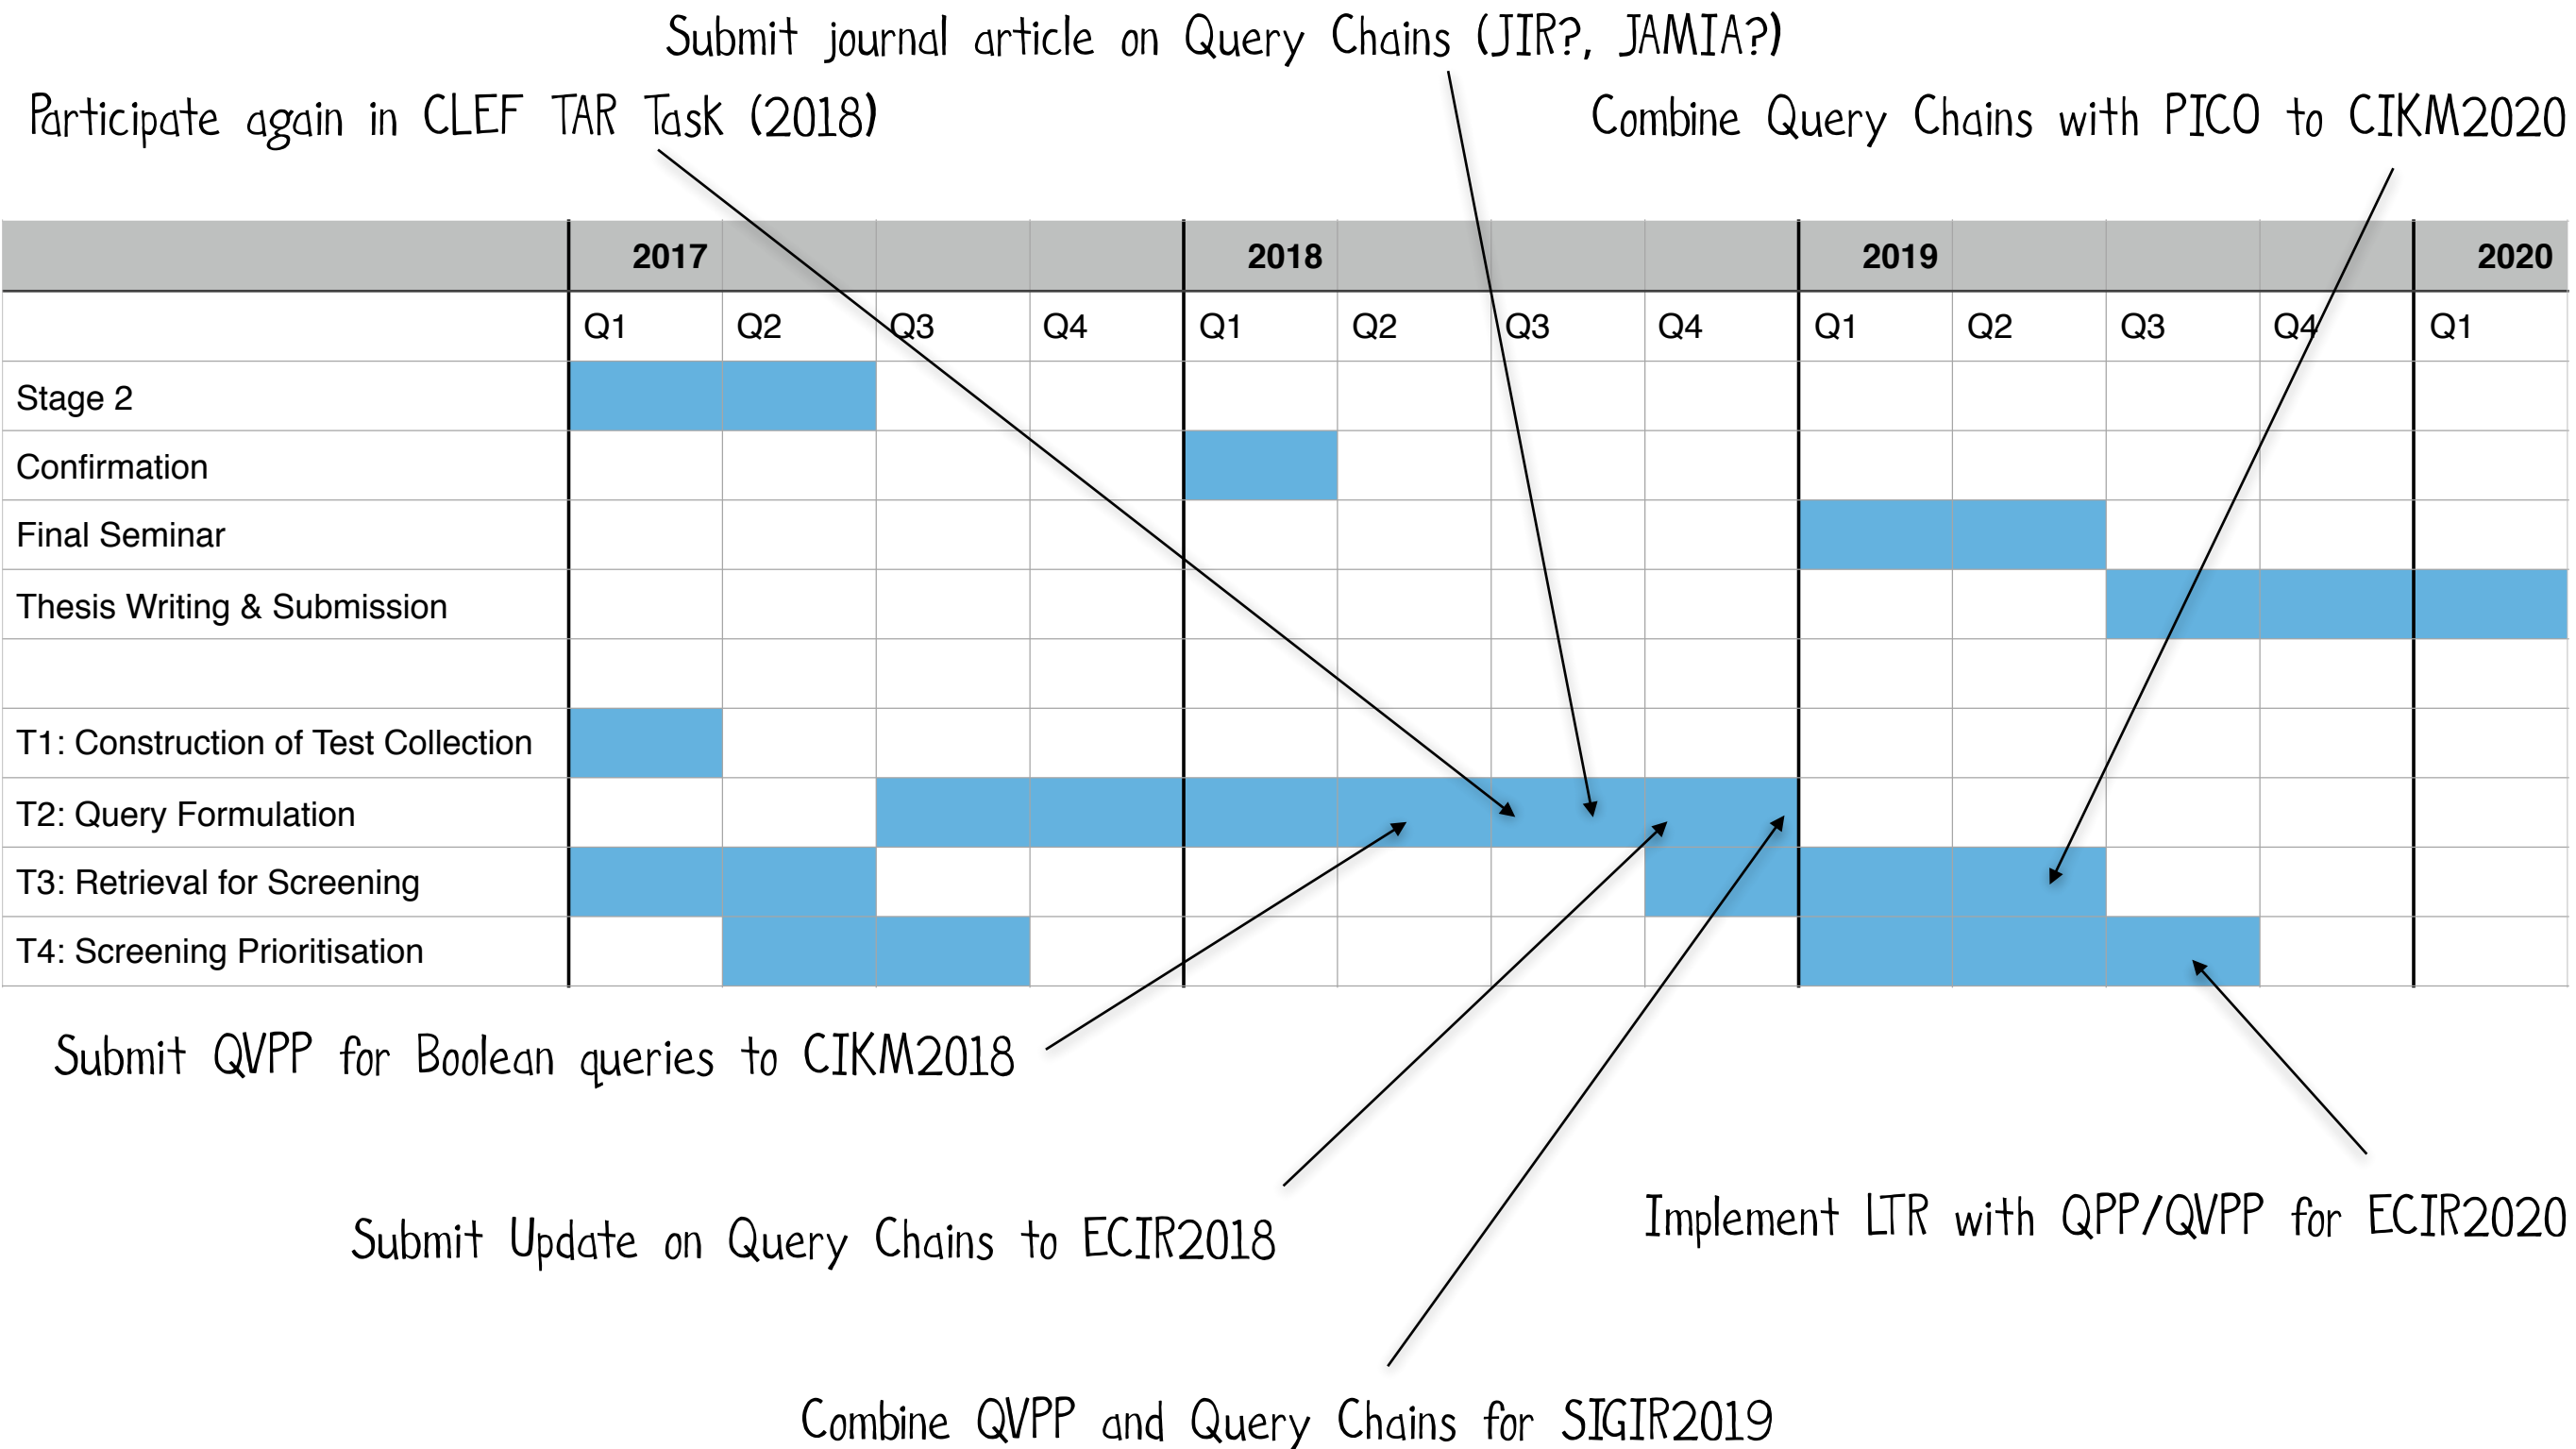 Submit journal article on Query Chains (JIR?, JAMIA?)
Participate again in CLEF TAR Task (2018)
Combine Query Chains with PICO to CIKM2020
2017 2018 2019 2020
Q1 Q2 Q3 Q4 Q1 Q2 Q3 Q4 Q1 Q2 Q3 Q4 Q1
Stage 2
Confirmation
Final Seminar
Thesis Writing & Submission
T1: Construction of Test Collection
T2: Query Formulation
T3: Retrieval for Screening
T4: Screening Prioritisation
Submit QVPP for Boolean queries to CIKM2018
Submit Update on Query Chains to ECIR2018
Implement LTR with QPP/QVPP for ECIR2020
Combine QVPP and Query Chains for SIGIR2019